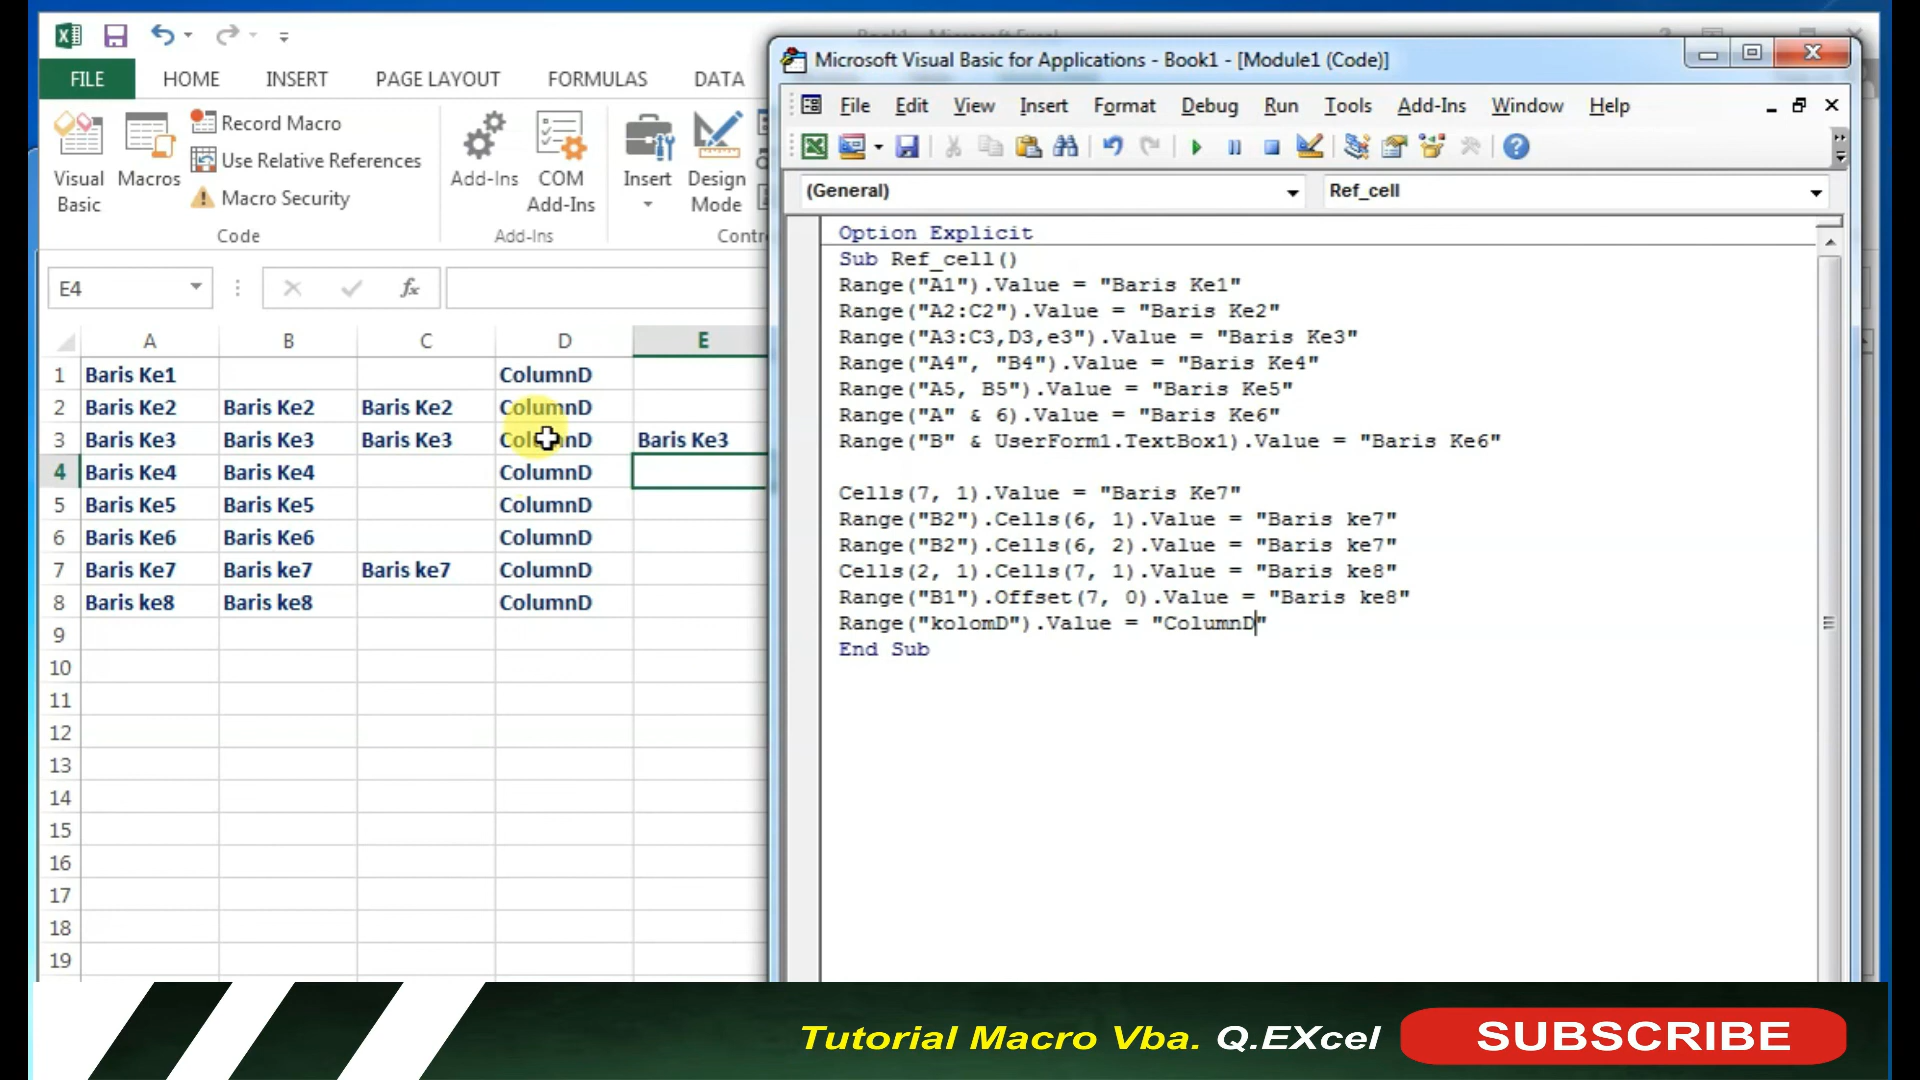 Book1 - Microsoft Excel
FILE HOME INSERT PAGE LAYOUT FORMULAS DATA
Visual Basic
Macros
Record Macro
Use Relative References
Macro Security
Code
Add-Ins
COM Add-Ins
Add-Ins
Insert
Design Mode
Contr
E4
fx
A B C D E
1 Baris Ke1 ColumnD
2 Baris Ke2 Baris Ke2 Baris Ke2 ColumnD
3 Baris Ke3 Baris Ke3 Baris Ke3 ColumnD Baris Ke3
4 Baris Ke4 Baris Ke4 ColumnD
5 Baris Ke5 Baris Ke5 ColumnD
6 Baris Ke6 Baris Ke6 ColumnD
7 Baris Ke7 Baris ke7 Baris ke7 ColumnD
8 Baris ke8 Baris ke8 ColumnD
9
10
11
12
13
14
15
16
17
18
19
Microsoft Visual Basic for Applications - Book1 - [Module1 (Code)]
File Edit View Insert Format Debug Run Tools Add-Ins Window Help
(General) Ref_cell
Option Explicit
Sub Ref_cell()
Range("A1").Value = "Baris Ke1"
Range("A2:C2").Value = "Baris Ke2"
Range("A3:C3,D3,e3").Value = "Baris Ke3"
Range("A4", "B4").Value = "Baris Ke4"
Range("A5, B5").Value = "Baris Ke5"
Range("A" & 6).Value = "Baris Ke6"
Range("B" & UserForm1.TextBox1).Value = "Baris Ke6"
Cells(7, 1).Value = "Baris Ke7"
Range("B2").Cells(6, 1).Value = "Baris ke7"
Range("B2").Cells(6, 2).Value = "Baris ke7"
Cells(2, 1).Cells(7, 1).Value = "Baris ke8"
Range("B1").Offset(7, 0).Value = "Baris ke8"
Range("kolomD").Value = "ColumnD"
End Sub
Tutorial Macro Vba. Q.EXcel
SUBSCRIBE